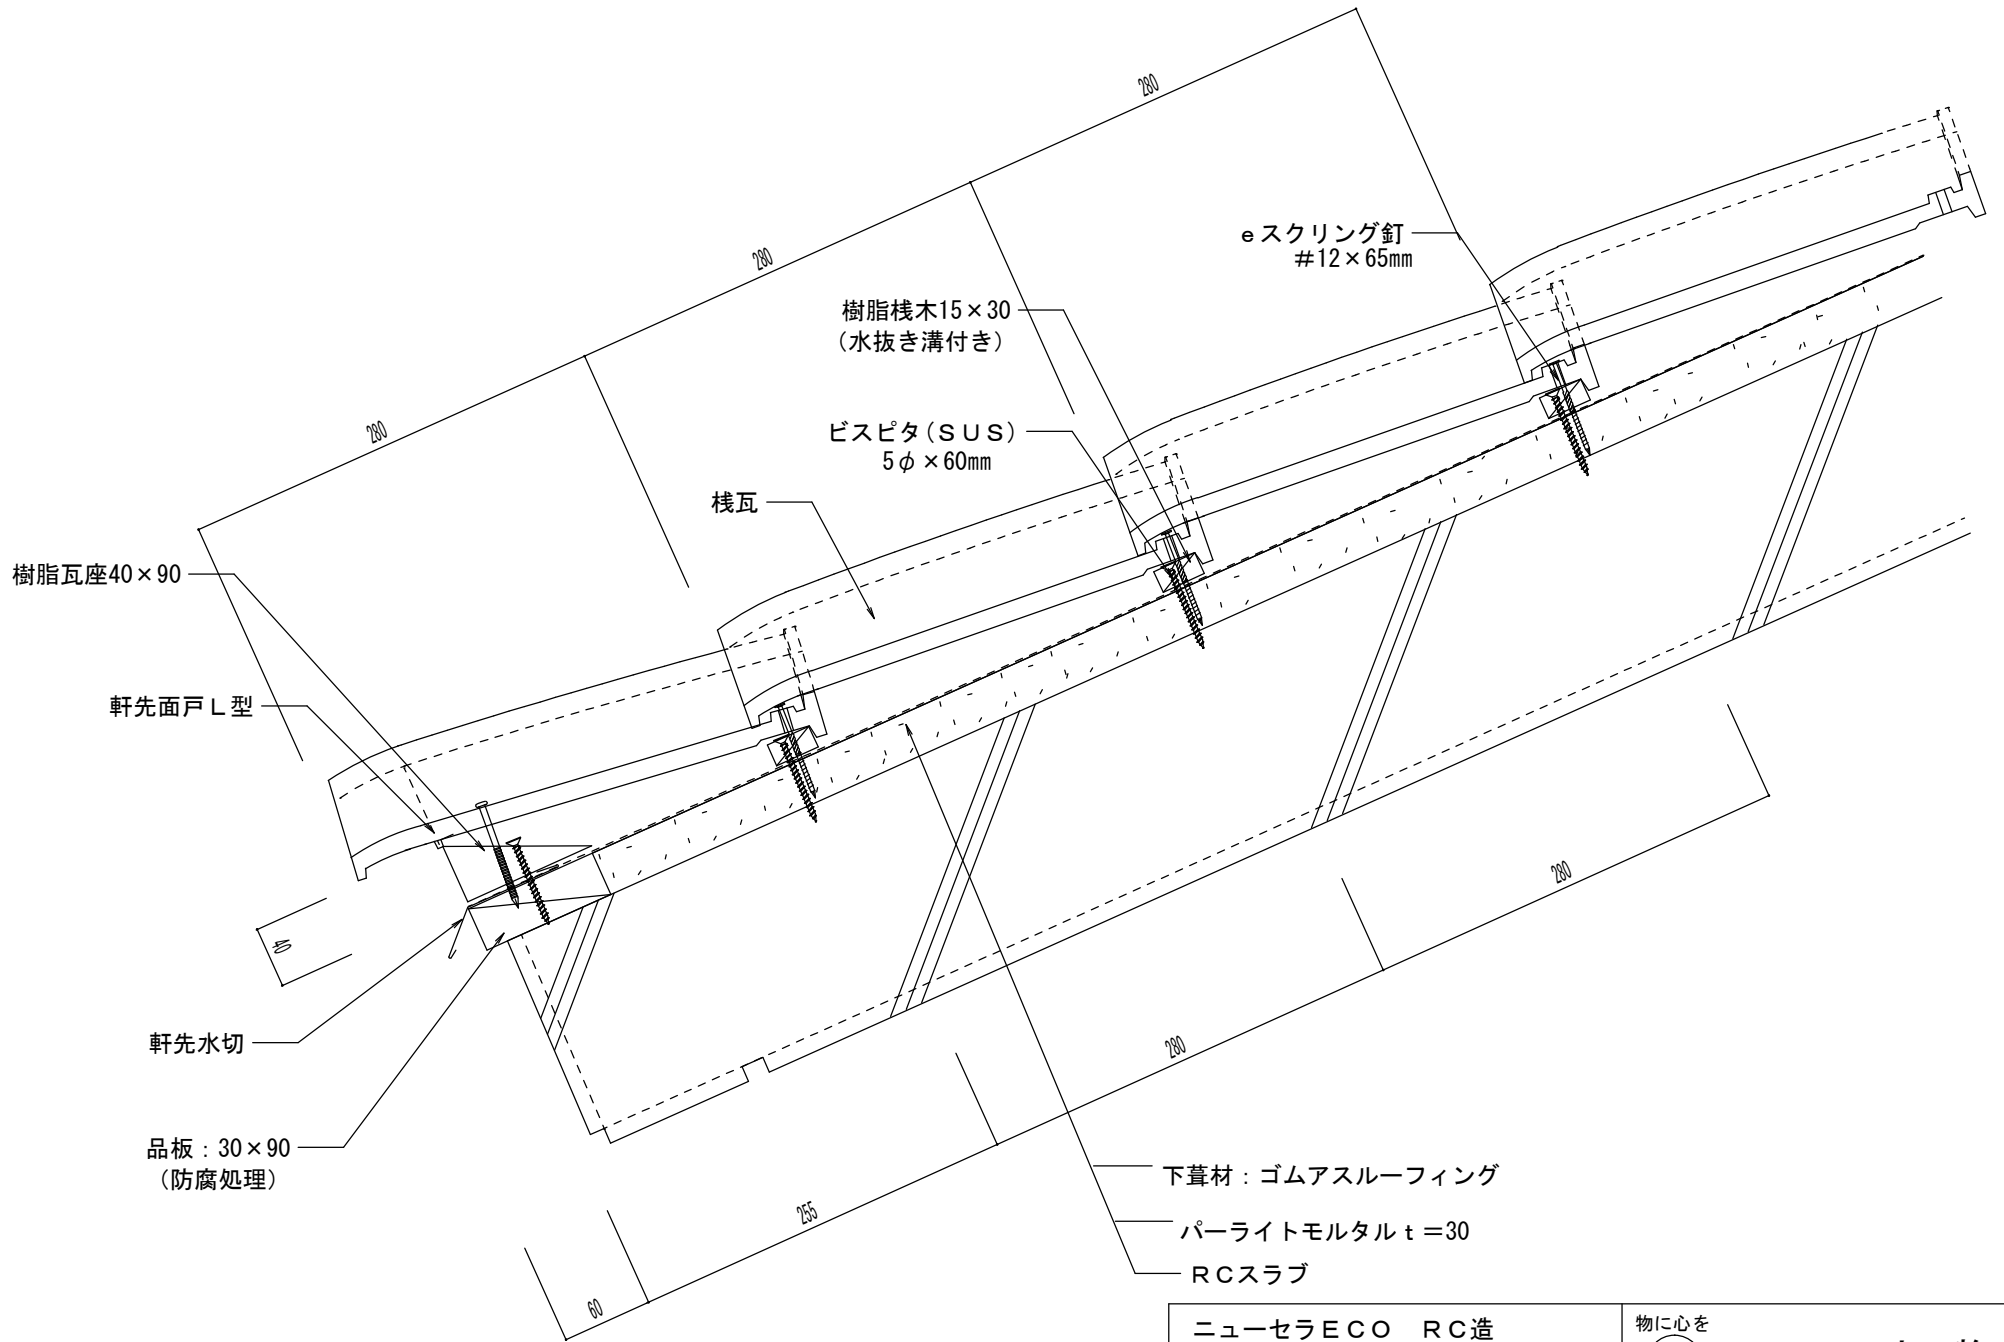 280
280
280
eスクリング釘
#12×65mm
樹脂桟木15×30
(水抜き溝付き)
ビスピタ(SUS)
5φ×60mm
桟瓦
樹脂瓦座40×90
軒先面戸L型
40
軒先水切
品板:30×90
(防腐処理)
280
280
255
60
下葺材:ゴムアスルーフィング
パーライトモルタルt=30
RCスラブ
ニューセラECO RC造
物に心を